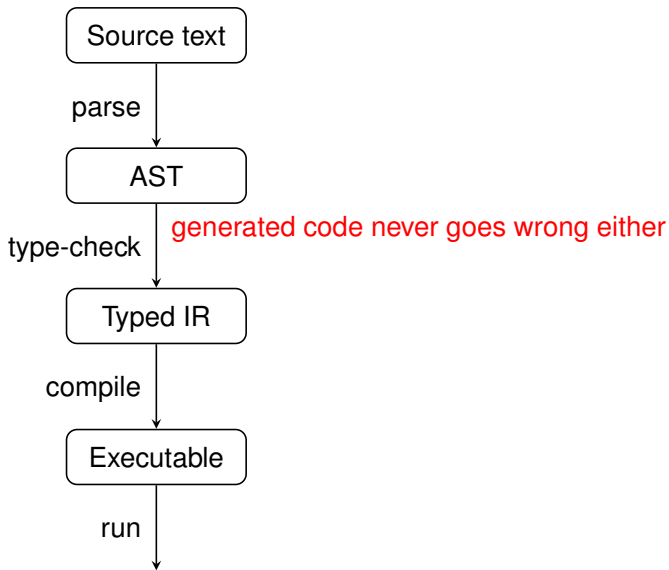 Source text
parse
AST
generated code never goes wrong either
type-check
Typed IR
compile
Executable
run